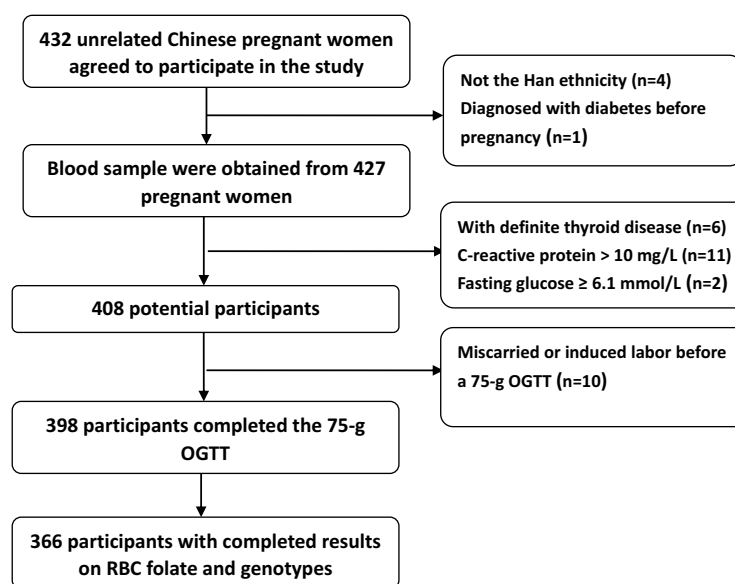 432 unrelated Chinese pregnant women
agreed to participate in the study
Not the Han ethnicity (n=4)
Diagnosed with diabetes before
pregnancy (n=1)
Blood sample were obtained from 427
pregnant women
With definite thyroid disease (n=6)
C-reactive protein > 10 mg/L (n=11)
Fasting glucose ≥ 6.1 mmol/L (n=2)
408 potential participants
Miscarried or induced labor before
a 75-g OGTT (n=10)
398 participants completed the 75-g
OGTT
366 participants with completed results
on RBC folate and genotypes